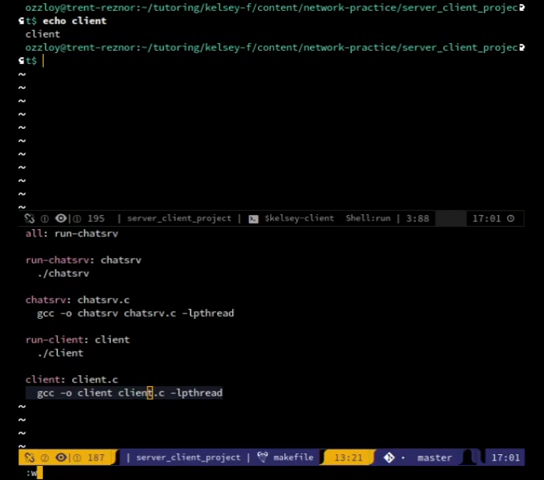 ozzloy@trent-reznor:~/tutoring/kelsey-f/content/network-practice/server_client_projec
t$ echo client
client
ozzloy@trent-reznor:~/tutoring/kelsey-f/content/network-practice/server_client_projec
t$
~
~
~
~
~
~
~
~
~
~
~
① 195 | server_client_project | $kelsey-client Shell:run | 3:88 17:01
all: run-chatsrv
run-chatsrv: chatsrv
./chatsrv
chatsrv: chatsrv.c
gcc -o chatsrv chatsrv.c -lpthread
run-client: client
./client
client: client.c
gcc -o client client.c -lpthread
~
~
~
~
② ① 187 | server_client_project | makefile 13:21 · master 17:01
:w